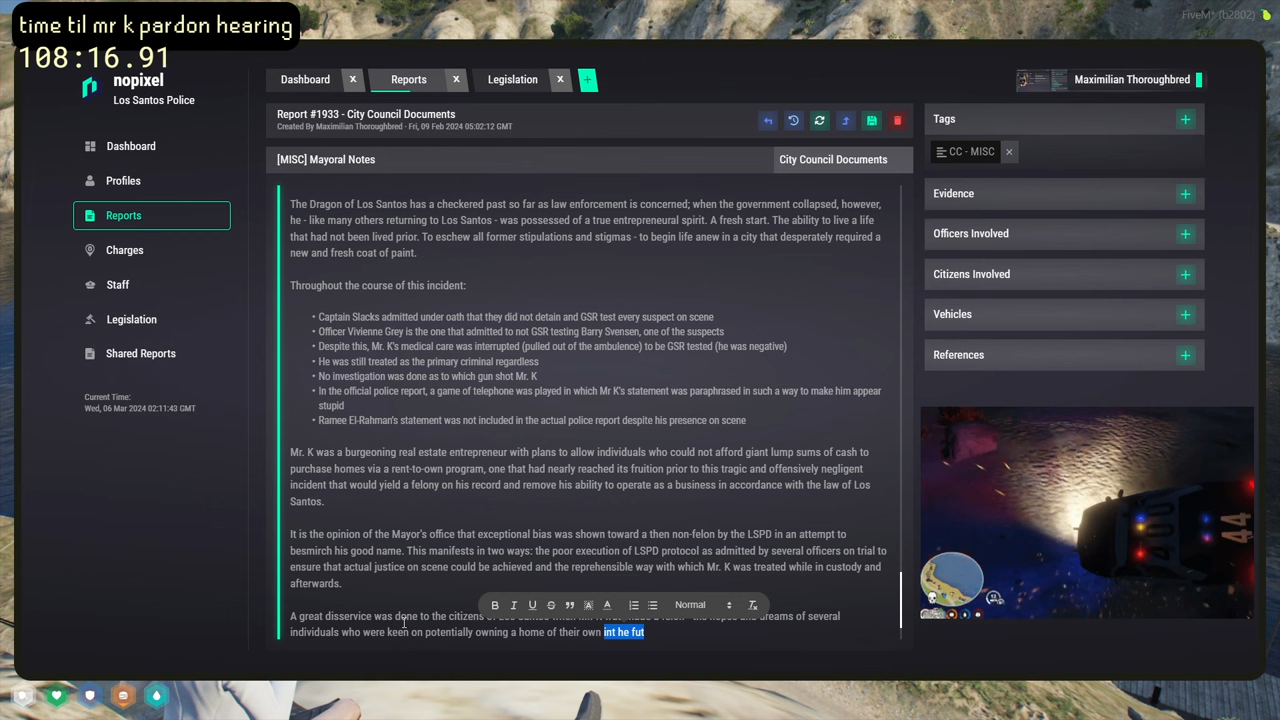 time til mr k pardon hearing
108:16.91
FiveM* (b2802)
nopixel
Los Santos Police
Dashboard x
Reports x
Legislation x
+
Maximilian Thoroughbred
Dashboard
Profiles
Reports
Charges
Staff
Legislation
Shared Reports
Current Time:
Wed, 06 Mar 2024 02:11:43 GMT
Report #1933 - City Council Documents
Created By Maximilian Thoroughbred · Fri, 09 Feb 2024 05:02:12 GMT
[MISC] Mayoral Notes
City Council Documents
The Dragon of Los Santos has a checkered past so far as law enforcement is concerned; when the government collapsed, however,
he - like many others returning to Los Santos - was possessed of a true entrepreneural spirit. A fresh start. The ability to live a life
that had not been lived prior. To eschew all former stipulations and stigmas - to begin life anew in a city that desperately required a
new and fresh coat of paint.
Throughout the course of this incident:
• Captain Slacks admitted under oath that they did not detain and GSR test every suspect on scene
• Officer Vivienne Grey is the one that admitted to not GSR testing Barry Svensen, one of the suspects
• Despite this, Mr. K's medical care was interrupted (pulled out of the ambulence) to be GSR tested (he was negative)
• He was still treated as the primary criminal regardless
• No investigation was done as to which gun shot Mr. K
• In the official police report, a game of telephone was played in which Mr K's statement was paraphrased in such a way to make him appear
stupid
• Ramee El-Rahman's statement was not included in the actual police report despite his presence on scene
Mr. K was a burgeoning real estate entrepreneur with plans to allow individuals who could not afford giant lump sums of cash to
purchase homes via a rent-to-own program, one that had nearly reached its fruition prior to this tragic and offensively negligent
incident that would yield a felony on his record and remove his ability to operate as a business in accordance with the law of Los
Santos.
It is the opinion of the Mayor's office that exceptional bias was shown toward a then non-felon by the LSPD in an attempt to
besmirch his good name. This manifests in two ways: the poor execution of LSPD protocol as admitted by several officers on trial to
ensure that actual justice on scene could be achieved and the reprehensible way with which Mr. K was treated while in custody and
afterwards.
B I U S A A Normal
A great disservice was done to the citizens dreams of several
individuals who were keen on potentially owning a home of their own int he fut
Tags
CC - MISC x
Evidence
Officers Involved
Citizens Involved
Vehicles
References
400
44